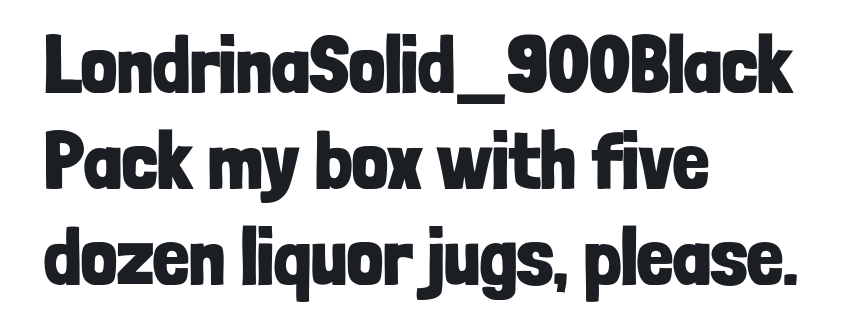 LondrinaSolid_900Black
Pack my box with five
dozen liquor jugs, please.